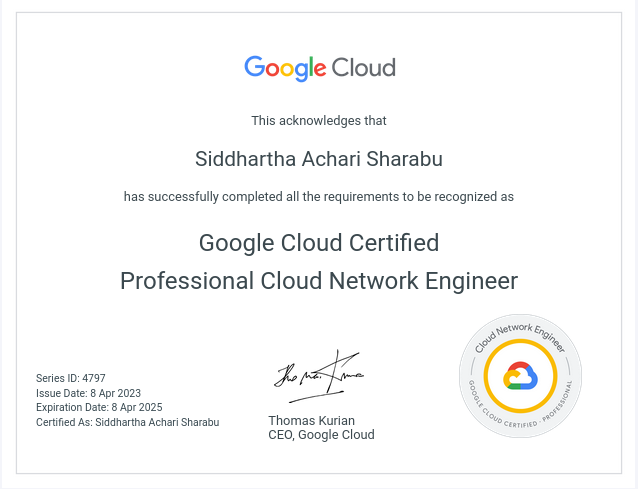 Google Cloud
This acknowledges that
Siddhartha Achari Sharabu
has successfully completed all the requirements to be recognized as
Google Cloud Certified
Professional Cloud Network Engineer
Series ID: 4797
Issue Date: 8 Apr 2023
Expiration Date: 8 Apr 2025
Certified As: Siddhartha Achari Sharabu
Thomas Kurian
CEO, Google Cloud
Cloud Network Engineer
GOOGLE CLOUD CERTIFIED · PROFESSIONAL